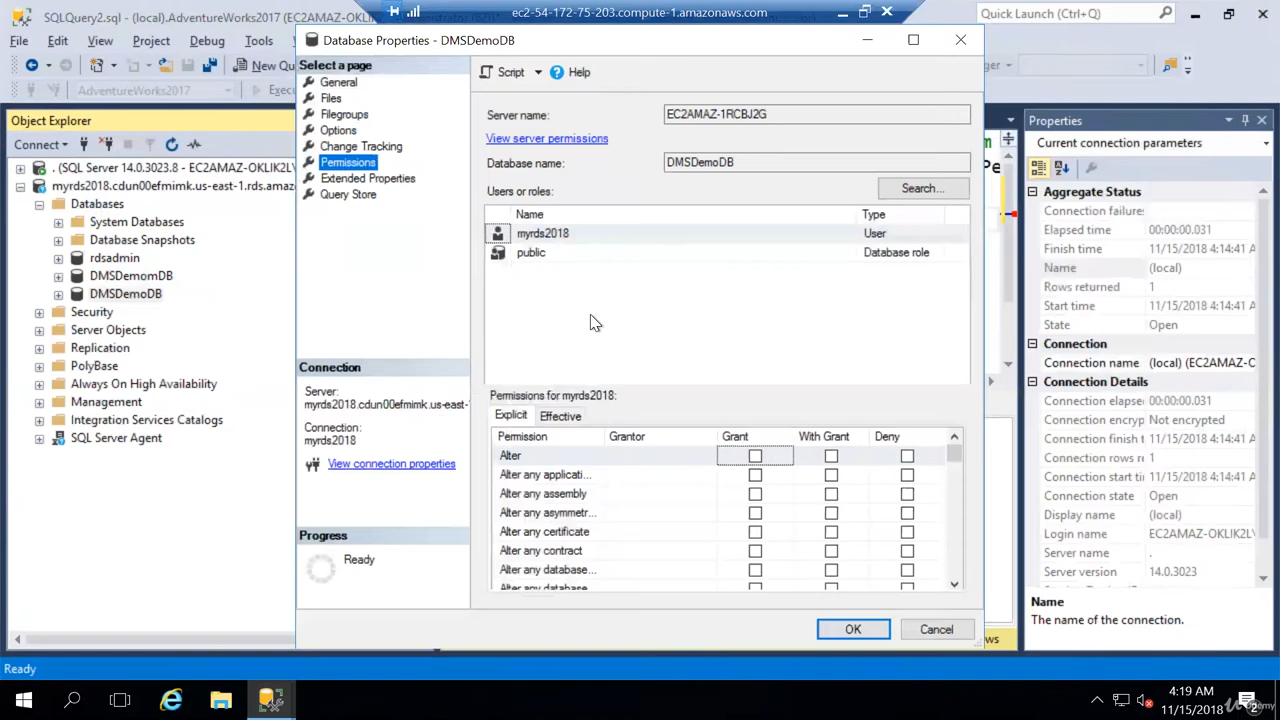 SQLQuery2.sql - (local).AdventureWorks2017 (E
ec2-54-172-75-203.compute-1.amazonaws.com
Quick Launch (Ctrl+Q)
File Edit View Project Debug Tools
New Qu
AdventureWorks2017
Object Explorer
Connect
. (SQL Server 14.0.3023.8 - EC2AMAZ-OKLIK2LV
myrds2018.cdun00efmimk.us-east-1.rds.amazo
Databases
System Databases
Database Snapshots
rdsadmin
DMSDemomDB
DMSDemoDB
Security
Server Objects
Replication
PolyBase
Always On High Availability
Management
Integration Services Catalogs
SQL Server Agent
Database Properties - DMSDemoDB
Select a page
General
Files
Filegroups
Options
Change Tracking
Permissions
Extended Properties
Query Store
Connection
Server:
myrds2018.cdun00efmimk.us-east-
Connection:
myrds2018
View connection properties
Progress
Ready
Script Help
Server name: EC2AMAZ-1RCBJ2G
View server permissions
Database name: DMSDemoDB
Users or roles: Search...
Name Type
myrds2018 User
public Database role
Permissions for myrds2018:
Explicit Effective
Permission Grantor Grant With Grant Deny
Alter
Alter any applicati...
Alter any assembly
Alter any asymmetr...
Alter any certificate
Alter any contract
Alter any database...
Alter any database
OK Cancel
Properties
Current connection parameters
Aggregate Status
Connection failures
Elapsed time 00:00:00.031
Finish time 11/15/2018 4:14:41 A
Name (local)
Rows returned 1
Start time 11/15/2018 4:14:41 A
State Open
Connection
Connection name (local) (EC2AMAZ-O
Connection Details
Connection elapse 00:00:00.031
Connection encryp Not encrypted
Connection finish t 11/15/2018 4:14:41 A
Connection rows r 1
Connection start tir 11/15/2018 4:14:41 A
Connection state Open
Display name (local)
Login name EC2AMAZ-OKLIK2LV
Server name .
Server version 14.0.3023
Name
The name of the connection.
Ready
4:19 AM
11/15/2018
2
Udemy